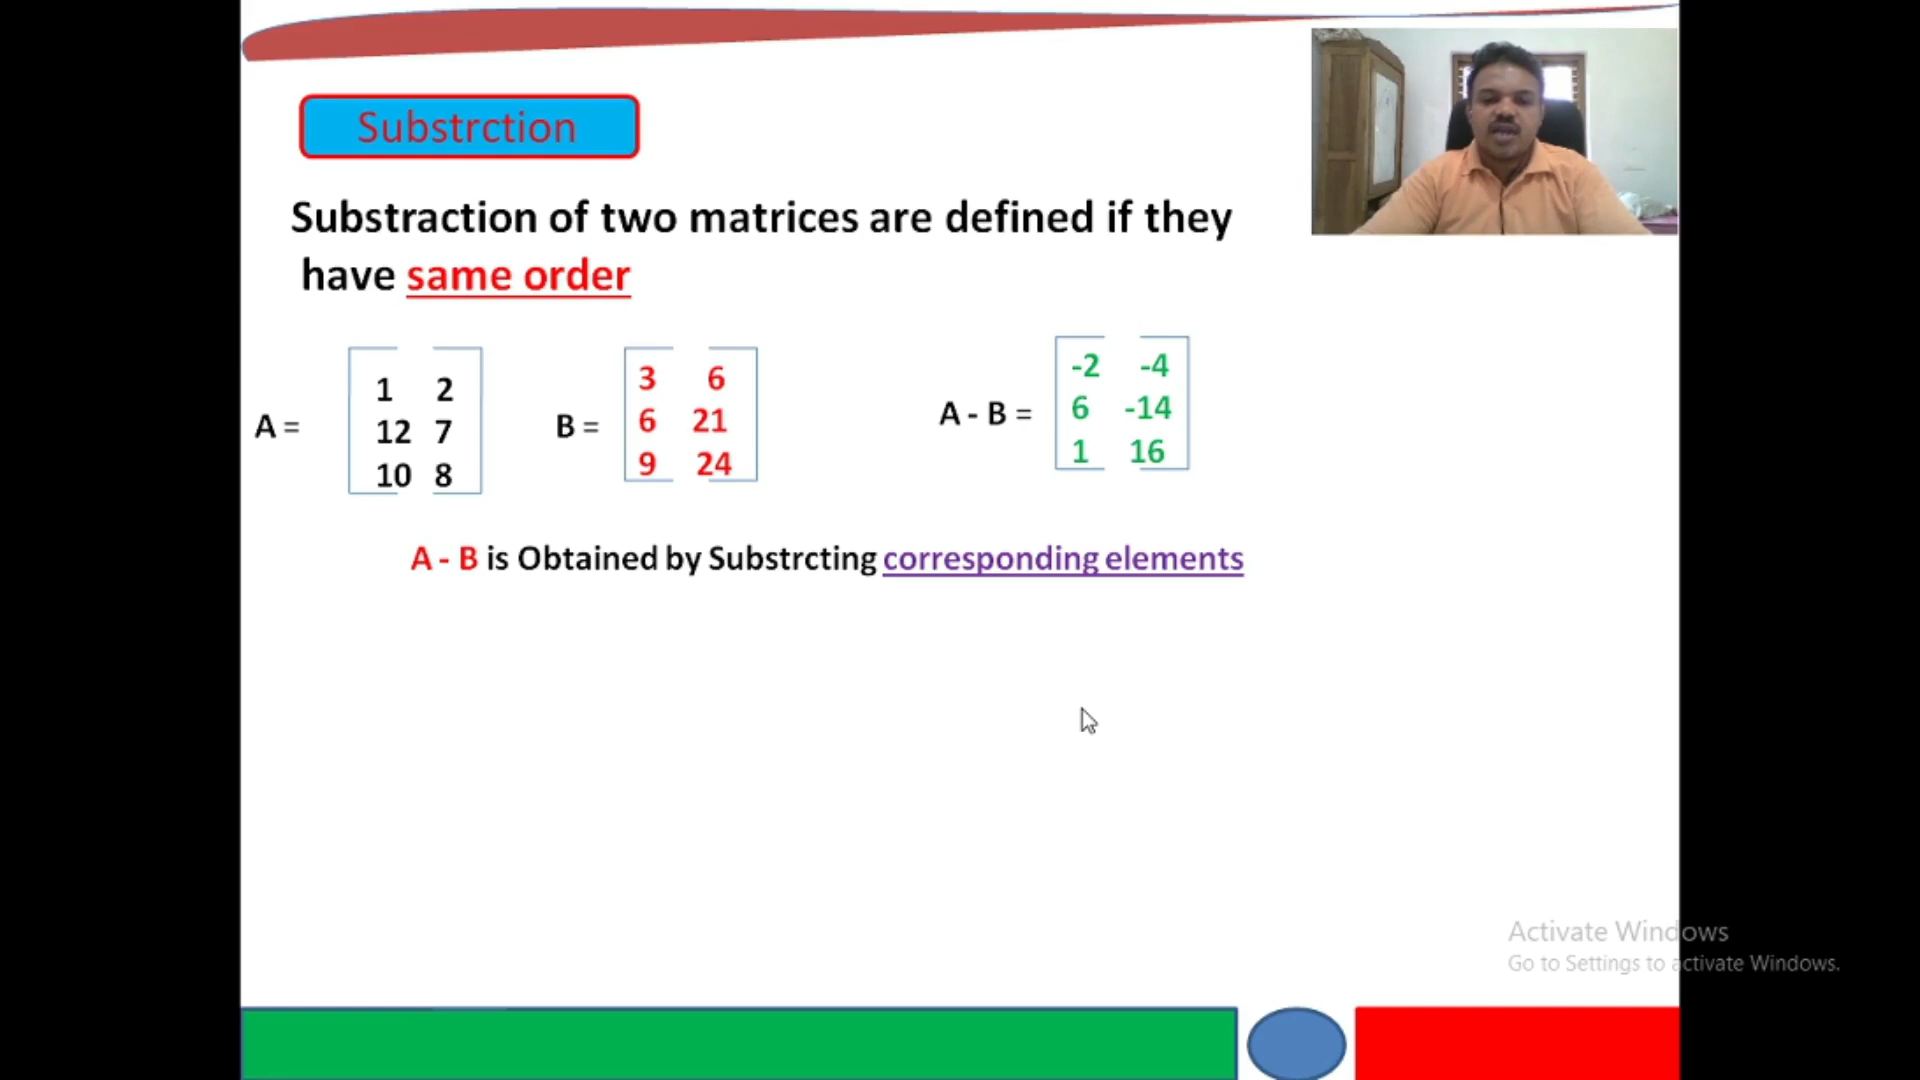 Substrction
Substraction of two matrices are defined if they
have same order
A = 
1 2
12 7
10 8
B =
3 6
6 21
9 24
A - B =
-2 -4
6 -14
1 16
A - B is Obtained by Substrcting corresponding elements
Activate Windows
Go to Settings to activate Windows.